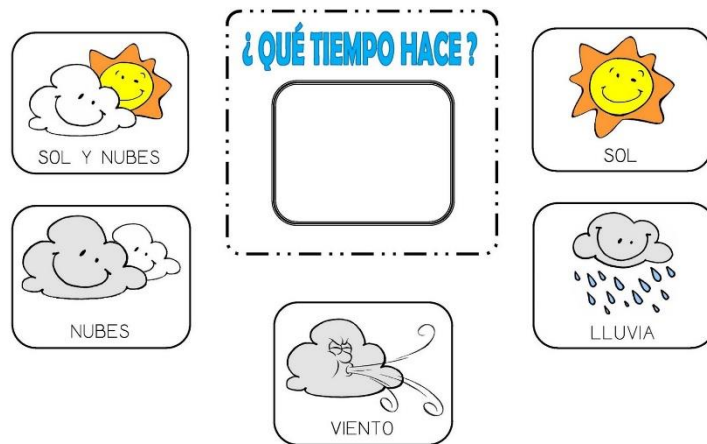 ¿ QUÉ TIEMPO HACE ?
SOL Y NUBES
SOL
NUBES
LLUVIA
VIENTO